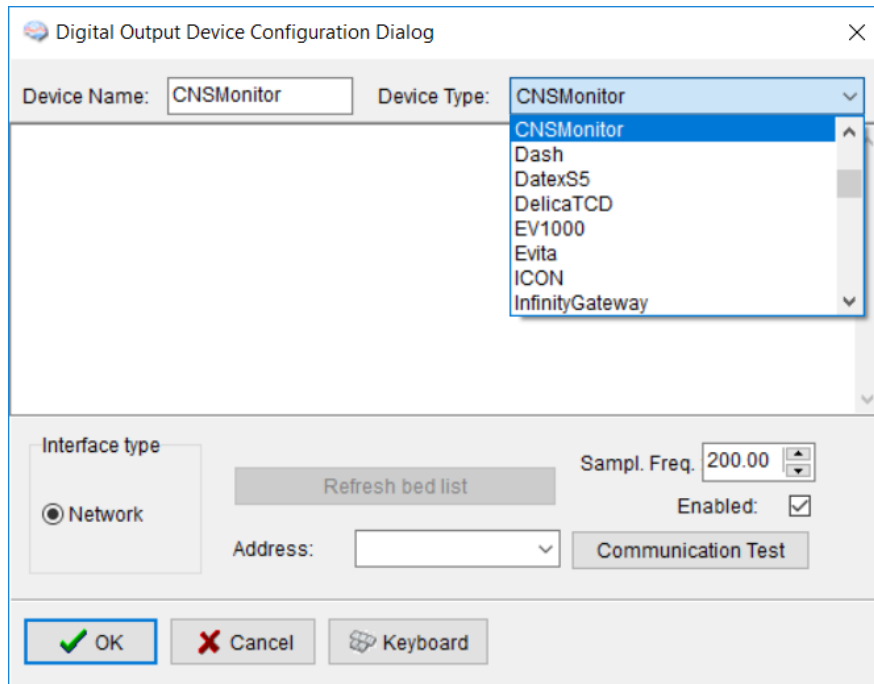 Digital Output Device Configuration Dialog
Device Name: CNSMonitor Device Type: CNSMonitor
CNSMonitor
Dash
DatexS5
DelicaTCD
EV1000
Evita
ICON
InfinityGateway
Interface type
Network
Refresh bed list
Address:
Sampl. Freq. 200.00
Enabled:
Communication Test
OK Cancel Keyboard